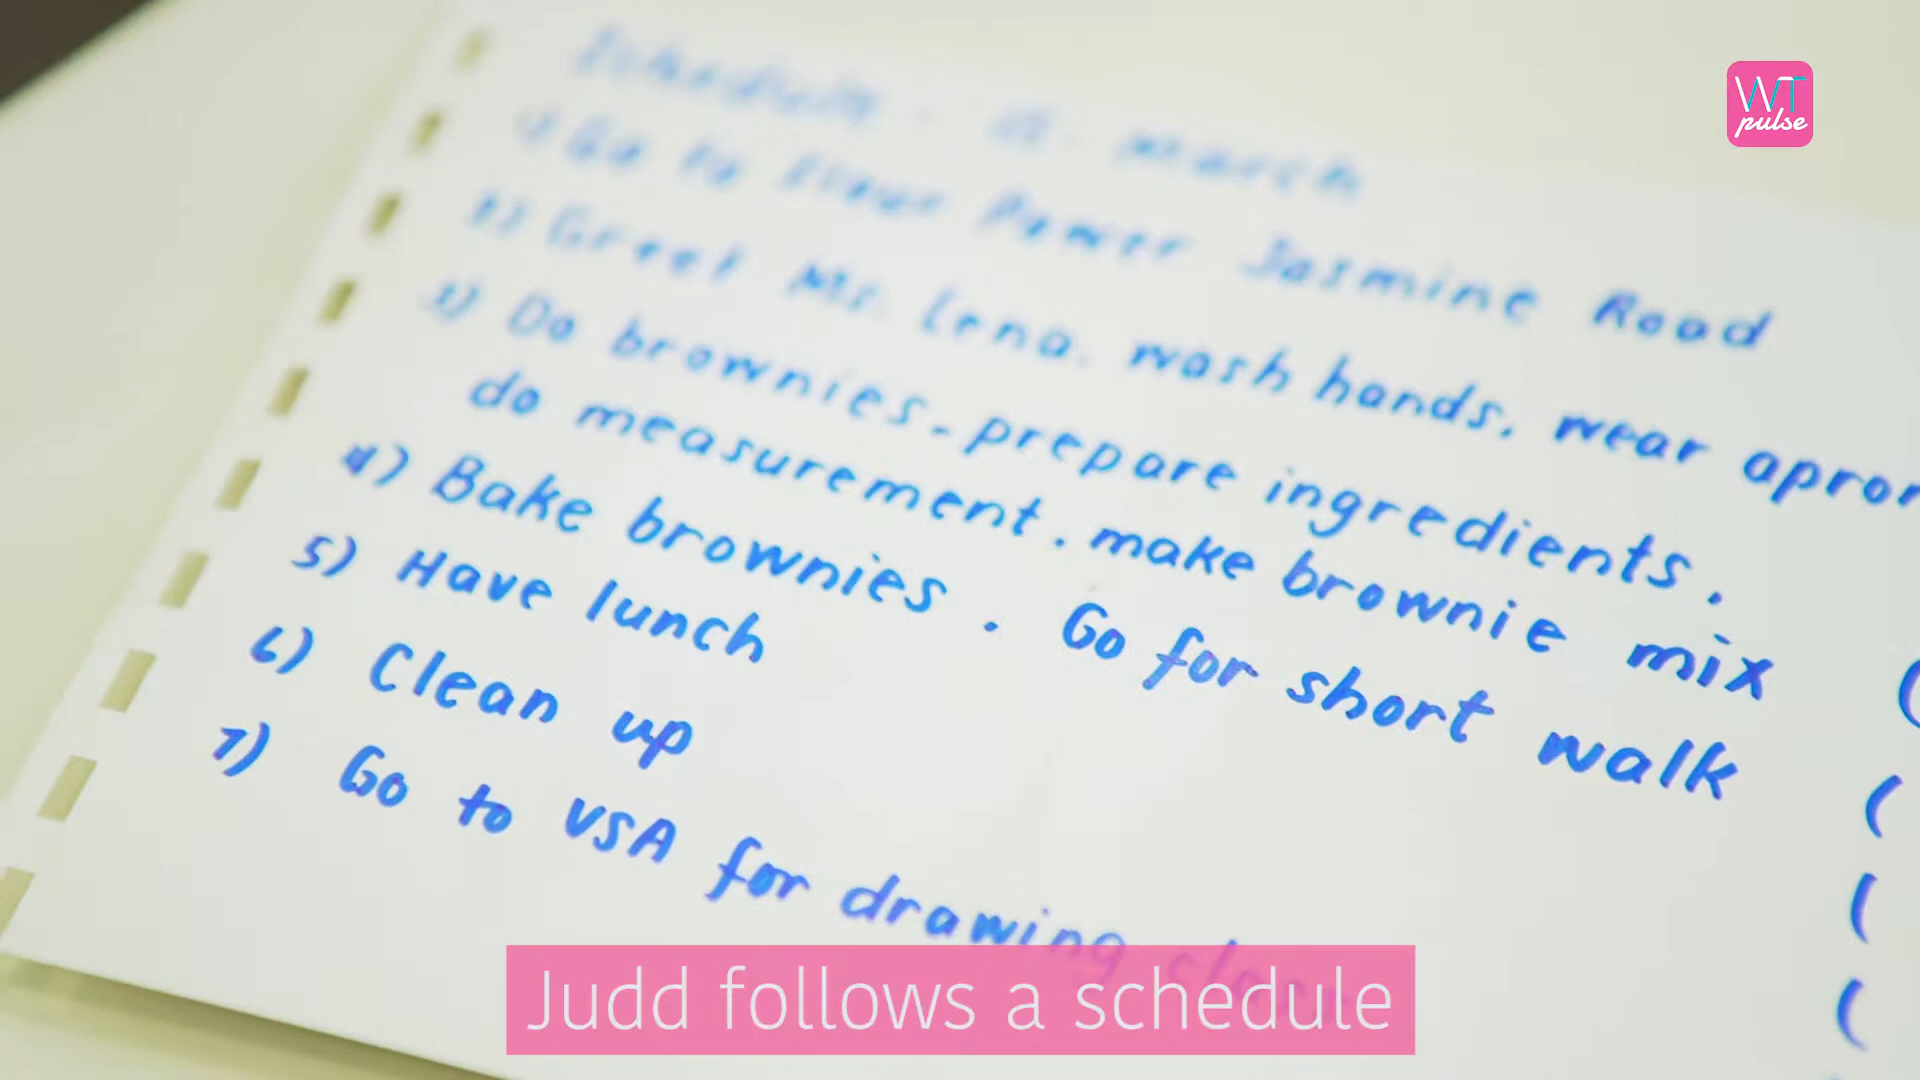 WT
pulse
Schedule - March
1) Go to Flour Power Jasmine Road
2) Greet Ms. Lena. wash hands. wear apron
3) Do brownies - prepare ingredients.
do measurement. make brownie mix (
4) Bake brownies. Go for short walk (
5) Have lunch (
6) Clean up (
7) Go to VSA for drawing class
Judd follows a schedule